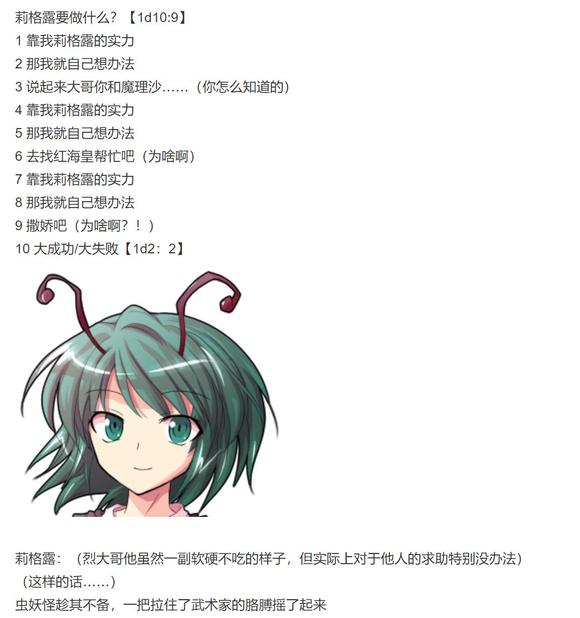 莉格露要做什么？【1d10:9】
1 靠我莉格露的实力
2 那我就自己想办法
3 说起来大哥你和魔理沙……（你怎么知道的）
4 靠我莉格露的实力
5 那我就自己想办法
6 去找红海皇帮忙吧（为啥啊）
7 靠我莉格露的实力
8 那我就自己想办法
9 撒娇吧（为啥啊？！）
10 大成功/大失败【1d2：2】
莉格露：（烈大哥他虽然一副软硬不吃的样子，但实际上对于他人的求助特别没办法）
（这样的话……）
虫妖怪趁其不备，一把拉住了武术家的胳膊摇了起来